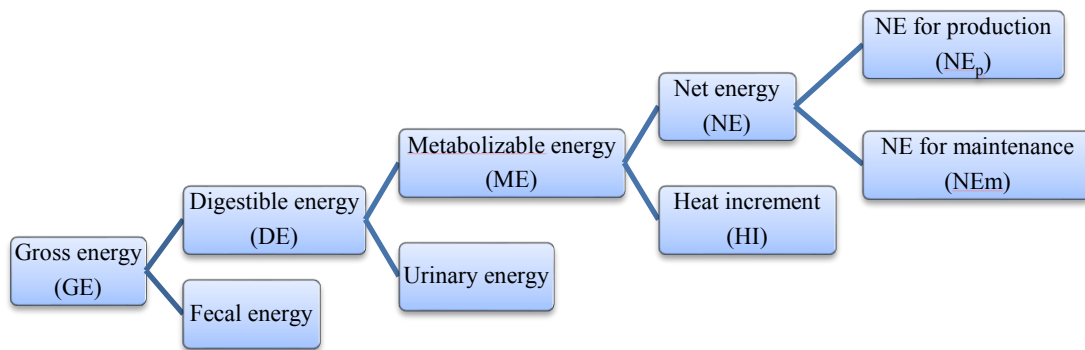 NE for production
(NEp)
Net energy
(NE)
Metabolizable energy
(ME)
NE for maintenance
(NEm)
Digestible energy
(DE)
Heat increment
(HI)
Gross energy
(GE)
Urinary energy
Fecal energy